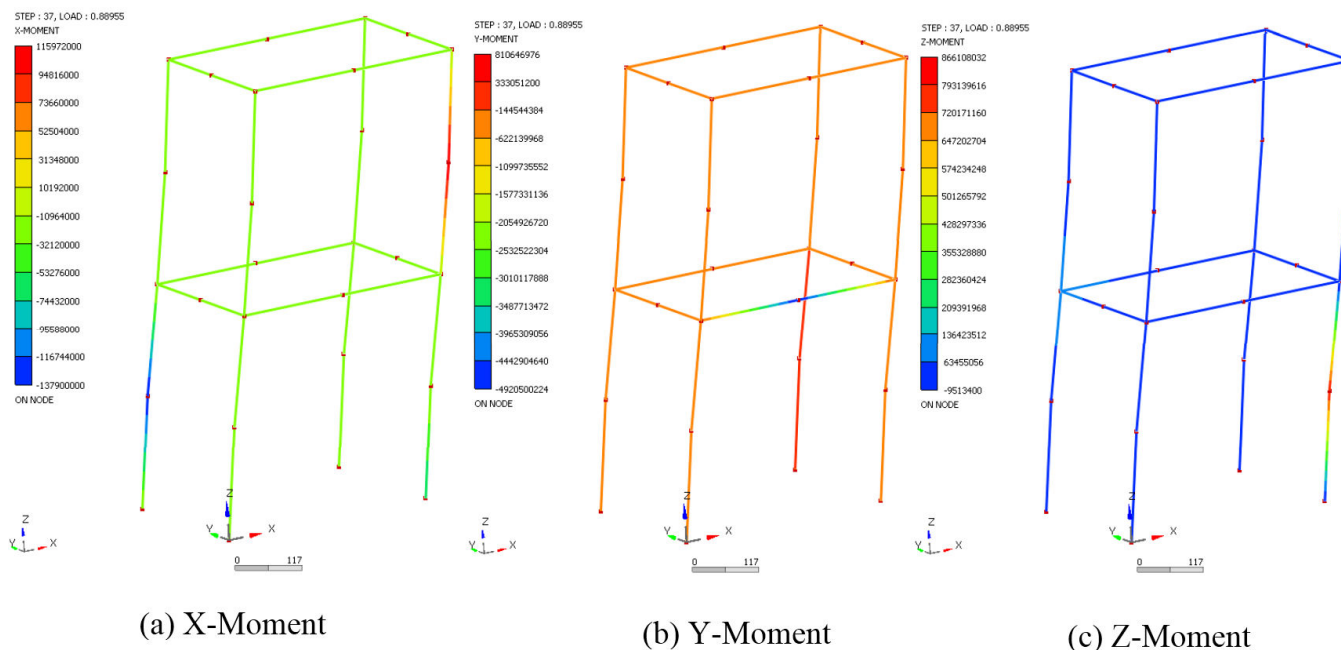 STEP : 37, LOAD : 0.88955
X-MOMENT
115972000
94816000
73660000
52504000
31348000
10192000
-10964000
-32120000
-53276000
-74432000
-95588000
-116744000
-137900000
ON NODE
Z
Y
X
Z
Y
X
0 117
(a) X-Moment
STEP : 37, LOAD : 0.88955
Y-MOMENT
810646976
333051200
-144544384
-622139968
-1099735552
-1577331136
-2054926720
-2532522304
-3010117888
-3487713472
-3965309056
-4442904640
-4920500224
ON NODE
Z
Y
X
Z
Y
X
0 117
(b) Y-Moment
STEP : 37, LOAD : 0.88955
Z-MOMENT
866108032
793139616
720171160
647202704
574234248
501265792
428297336
355328880
282360424
209391968
136423512
63455056
-9513400
ON NODE
Z
Y
X
Z
Y
X
0 117
(c) Z-Moment